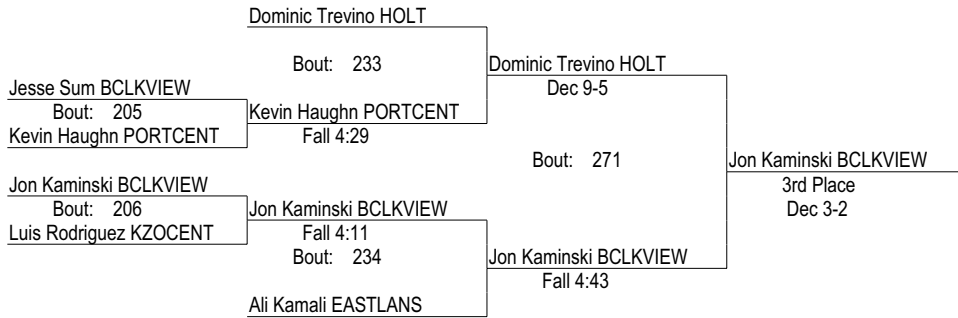 Dominic Trevino HOLT
Bout: 233
Dominic Trevino HOLT
Dec 9-5
Jesse Sum BCLKVIEW
Bout: 205
Kevin Haughn PORTCENT
Kevin Haughn PORTCENT
Fall 4:29
Bout: 271
Jon Kaminski BCLKVIEW
3rd Place
Dec 3-2
Jon Kaminski BCLKVIEW
Bout: 206
Luis Rodriguez KZOCENT
Jon Kaminski BCLKVIEW
Fall 4:11
Bout: 234
Jon Kaminski BCLKVIEW
Fall 4:43
Ali Kamali EASTLANS